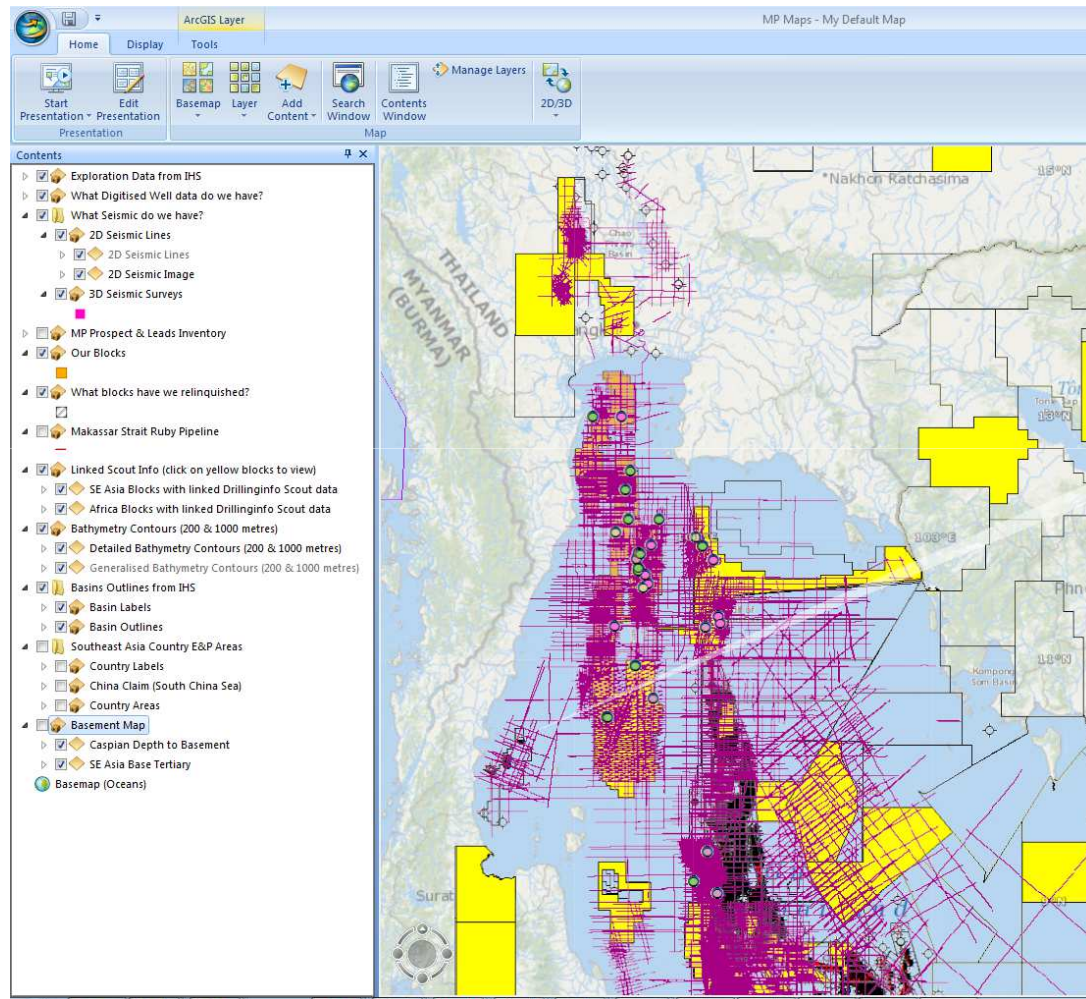 ArcGIS Layer
MP Maps - My Default Map
Home
Display
Tools
Start
Presentation
Edit
Presentation
Basemap
Layer
Add
Content
Search
Window
Contents
Window
Manage Layers
2D/3D
Presentation
Map
Contents
Exploration Data from IHS
What Digitised Well data do we have?
What Seismic do we have?
2D Seismic Lines
2D Seismic Lines
2D Seismic Image
3D Seismic Surveys
MP Prospect & Leads Inventory
Our Blocks
What blocks have we relinquished?
Makassar Strait Ruby Pipeline
Linked Scout Info (click on yellow blocks to view)
SE Asia Blocks with linked Drillinginfo Scout data
Africa Blocks with linked Drillinginfo Scout data
Bathymetry Contours (200 & 1000 metres)
Detailed Bathymetry Contours (200 & 1000 metres)
Generalised Bathymetry Contours (200 & 1000 metres)
Basins Outlines from IHS
Basin Labels
Basin Outlines
Southeast Asia Country E&P Areas
Country Labels
China Claim (South China Sea)
Country Areas
Basement Map
Caspian Depth to Basement
SE Asia Base Tertiary
Basemap (Oceans)
15°N
Nakhon Ratchasima
Chao
Basin
THAILAND
MYANMAR
(BURMA)
13°N
103°E
11°N
Kompong
Som Basin
Surat